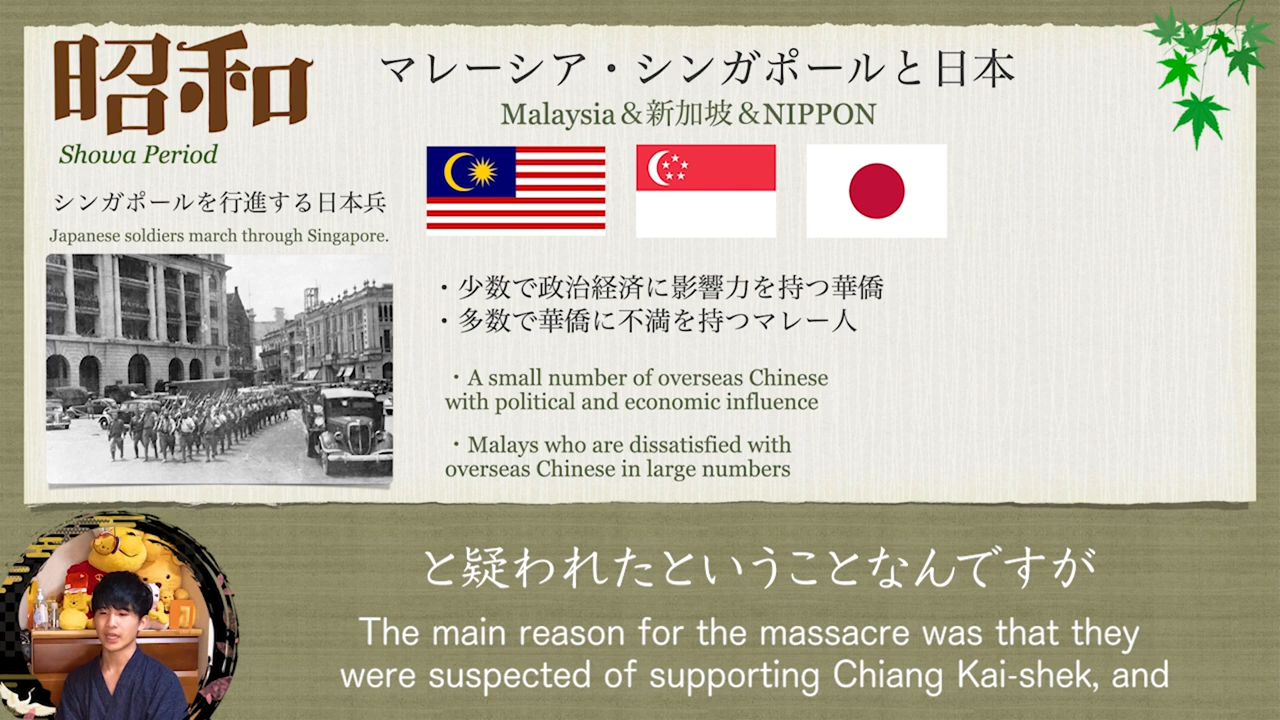 昭和
Showa Period
シンガポールを行進する日本兵
Japanese soldiers march through Singapore.
マレーシア・シンガポールと日本
Malaysia＆新加坡＆NIPPON
・少数で政治経済に影響力を持つ華僑
・多数で華僑に不満を持つマレー人
・A small number of overseas Chinese
with political and economic influence
・Malays who are dissatisfied with
overseas Chinese in large numbers
と疑われたということなんですが
The main reason for the massacre was that they
were suspected of supporting Chiang Kai-shek, and